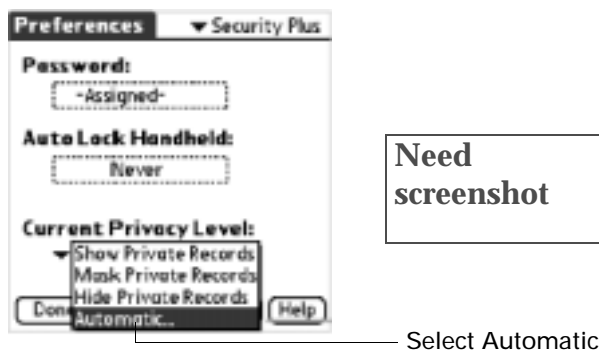 Preferences Security Plus
Password:
-Assigned-
Auto Lock Handheld:
Never
Current Privacy Level:
Show Private Records
Mask Private Records
Hide Private Records
Automatic...
Help
Need
screenshot
Select Automatic